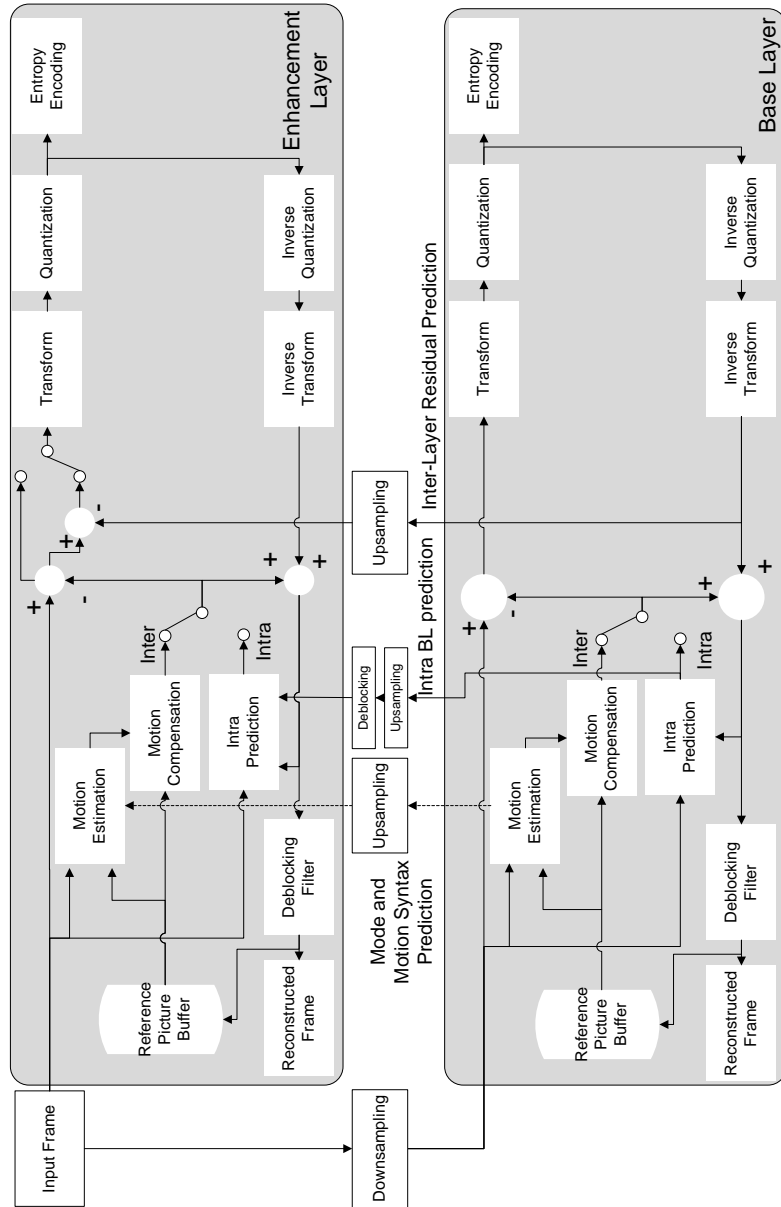 Input Frame
Downsampling
Reference
Picture
Buffer
Reconstructed
Frame
Deblocking
Filter
Motion
Estimation
Motion
Compensation
Intra
Prediction
Inter
Intra
+
-
+
+
+
-
Transform
Quantization
Entropy
Encoding
Inverse
Transform
Inverse
Quantization
Enhancement
Layer
Mode and
Motion Syntax
Prediction
Upsampling
Deblocking
Upsampling
Intra BL prediction
Upsampling
Inter-Layer Residual Prediction
Reference
Picture
Buffer
Reconstructed
Frame
Deblocking
Filter
Motion
Estimation
Motion
Compensation
Intra
Prediction
Inter
Intra
+
-
+
+
Transform
Quantization
Entropy
Encoding
Inverse
Transform
Inverse
Quantization
Base Layer